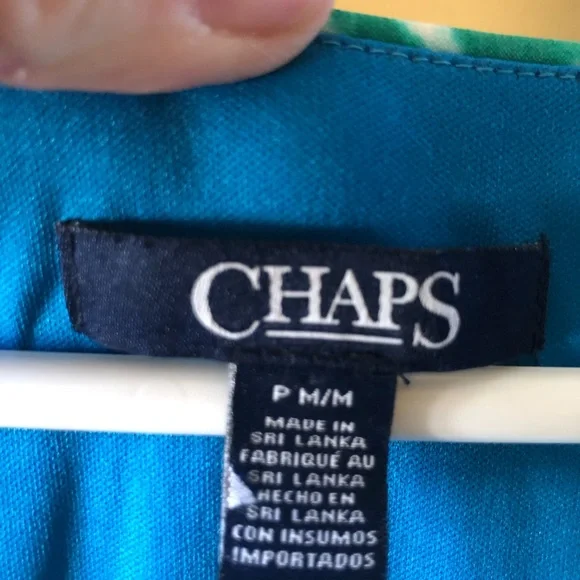 CHAPS
P M/M
MADE IN
SRI LANKA
FABRIQUÉ AU
SRI LANKA
HECHO EN
SRI LANKA
CON INSUMOS
IMPORTADOS